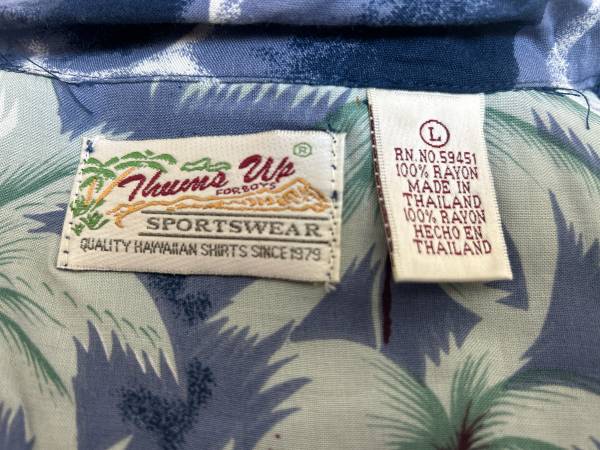 Thums Up ®
FOR BOYS
SPORTSWEAR
QUALITY HAWAIIAN SHIRTS SINCE 1979
L
RN.NO.59451
100% RAYON
MADE IN
THAILAND
100% RAYON
HECHO EN
THAILAND